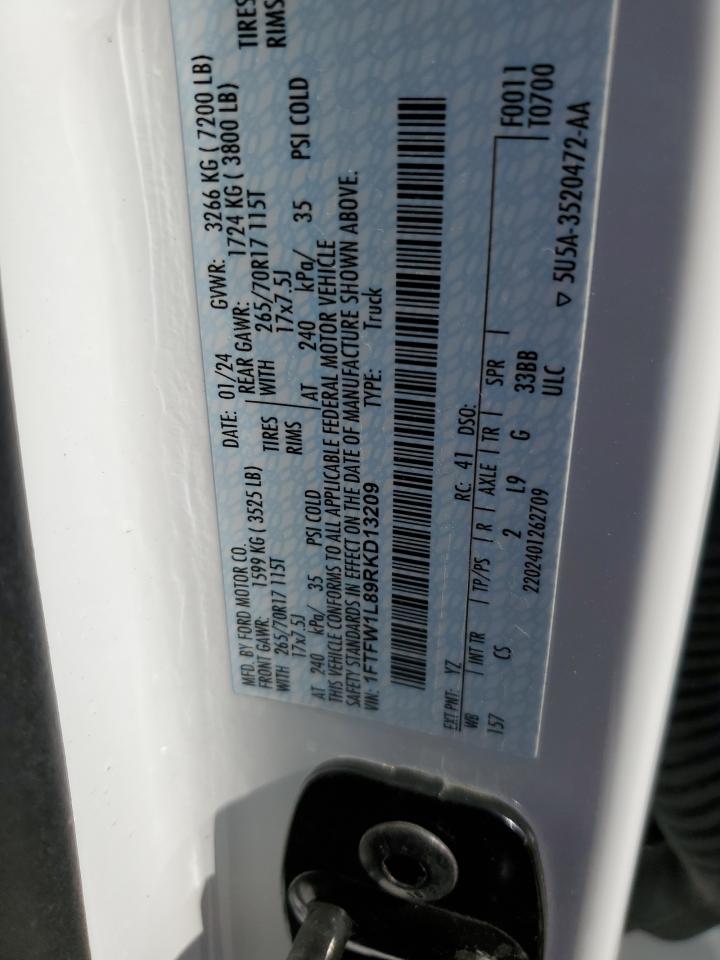 MFD. BY FORD MOTOR CO.
DATE: 01/24 GVWR: 3266 KG ( 7200 LB)
FRONT GAWR: 1599 KG ( 3525 LB) REAR GAWR: 1724 KG ( 3800 LB)
WITH 265/70R17 115T TIRES WITH 265/70R17 115T TIRES
17x7.5J RIMS 17x7.5J RIMS
AT 240 kPa/ 35 PSI COLD AT 240 kPa/ 35 PSI COLD
THIS VEHICLE CONFORMS TO ALL APPLICABLE FEDERAL MOTOR VEHICLE
SAFETY STANDARDS IN EFFECT ON THE DATE OF MANUFACTURE SHOWN ABOVE.
VIN: 1FTFW1L89RKD13209 TYPE: Truck
EXT PNT: YZ RC: 41 DSO:
WB INT TR TP/PS R AXLE TR SPR F0011
157 CS 2 L9 G 33BB T0700
2202401262709 ULC
▽ 5U5A-3520472-AA